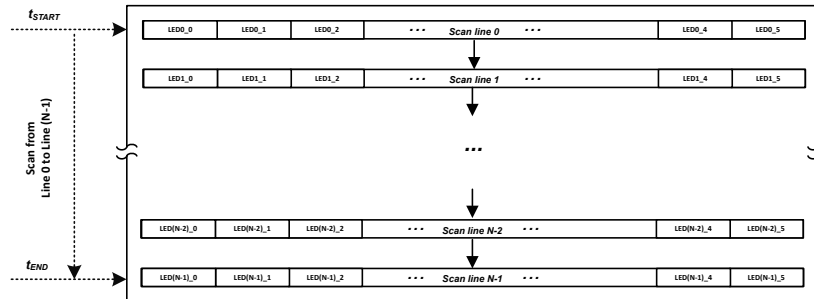 t_START
LED0_0 LED0_1 LED0_2 ... Scan line 0 ... LED0_4 LED0_5
LED1_0 LED1_1 LED1_2 ... Scan line 1 ... LED1_4 LED1_5
Scan from
Line 0 to Line (N-1)
...
LED(N-2)_0 LED(N-2)_1 LED(N-2)_2 ... Scan line N-2 ... LED(N-2)_4 LED(N-2)_5
t_END
LED(N-1)_0 LED(N-1)_1 LED(N-1)_2 ... Scan line N-1 ... LED(N-1)_4 LED(N-1)_5